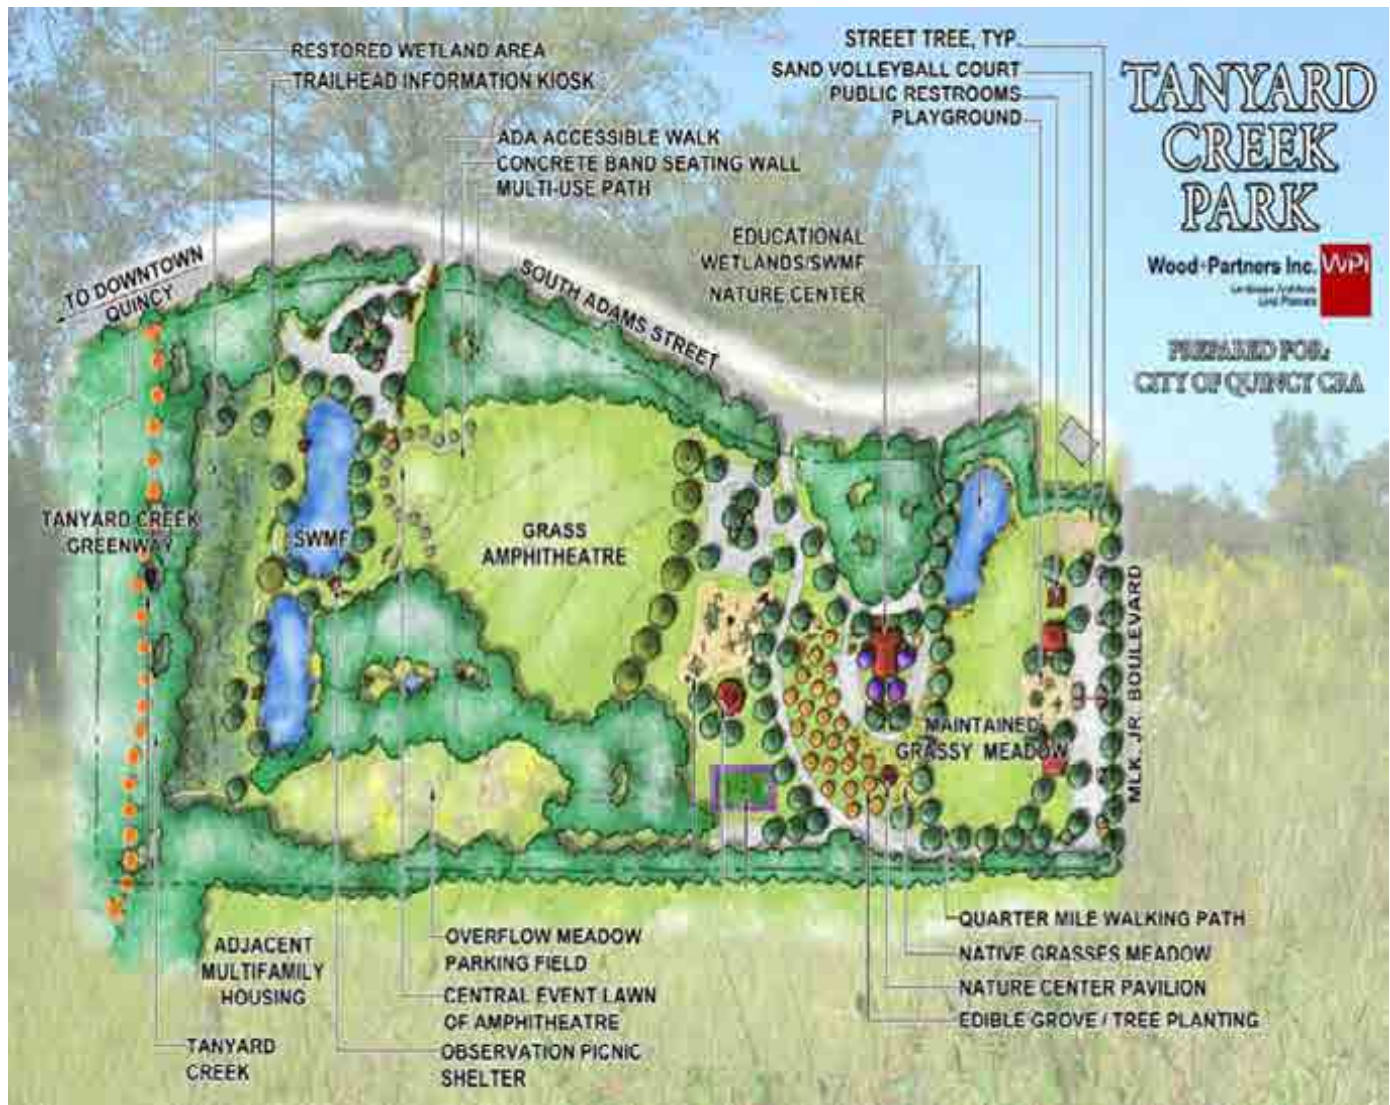 RESTORED WETLAND AREA
TRAILHEAD INFORMATION KIOSK
ADA ACCESSIBLE WALK
CONCRETE BAND SEATING WALL
MULTI-USE PATH
STREET TREE, TYP.
SAND VOLLEYBALL COURT
PUBLIC RESTROOMS
PLAYGROUND
TANYARD
CREEK
PARK
Wood+Partners Inc.
WPi
Landscape Architects
Land Planners
PREPARED FOR:
CITY OF QUINCY CRA
EDUCATIONAL
WETLANDS/SWMF
NATURE CENTER
TO DOWNTOWN
QUINCY
SOUTH ADAMS STREET
TANYARD CREEK
GREENWAY
SWMF
GRASS
AMPHITHEATRE
MAINTAINED
GRASSY MEADOW
MLK. JR. BOULEVARD
ADJACENT
MULTIFAMILY
HOUSING
TANYARD
CREEK
OVERFLOW MEADOW
PARKING FIELD
CENTRAL EVENT LAWN
OF AMPHITHEATRE
OBSERVATION PICNIC
SHELTER
QUARTER MILE WALKING PATH
NATIVE GRASSES MEADOW
NATURE CENTER PAVILION
EDIBLE GROVE / TREE PLANTING